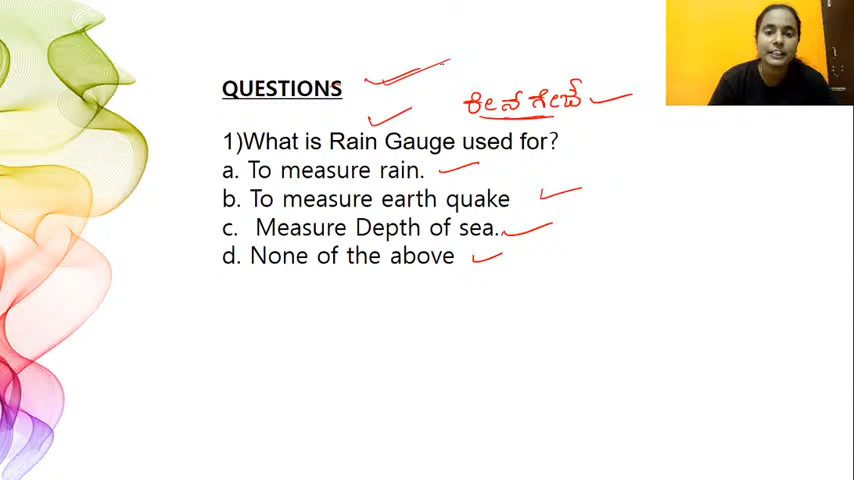 QUESTIONS
ರೇನ ಗೇಜ್
1)What is Rain Gauge used for?
a. To measure rain.
b. To measure earth quake
c. Measure Depth of sea.
d. None of the above